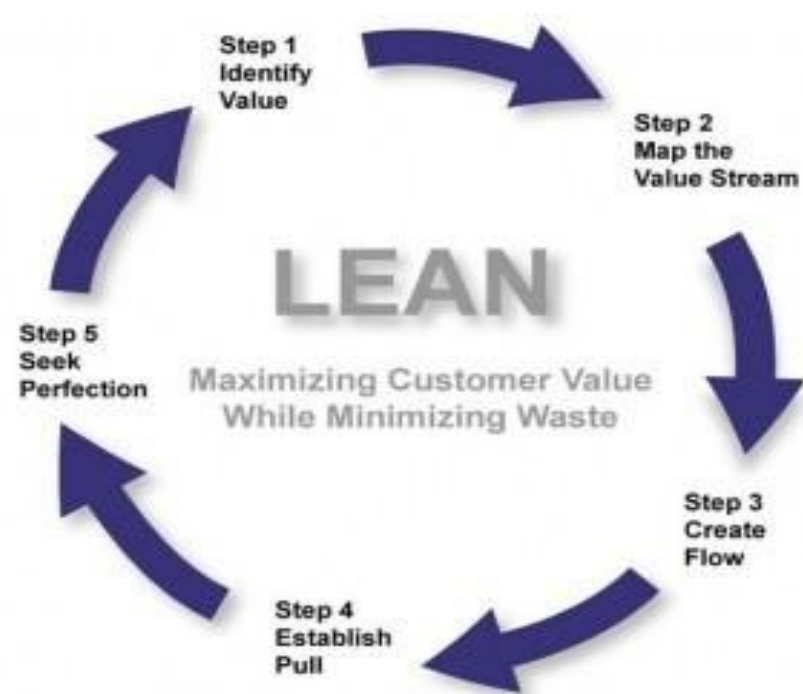 Step 1
Identify
Value
Step 2
Map the
Value Stream
LEAN
Maximizing Customer Value
While Minimizing Waste
Step 3
Create
Flow
Step 4
Establish
Pull
Step 5
Seek
Perfection